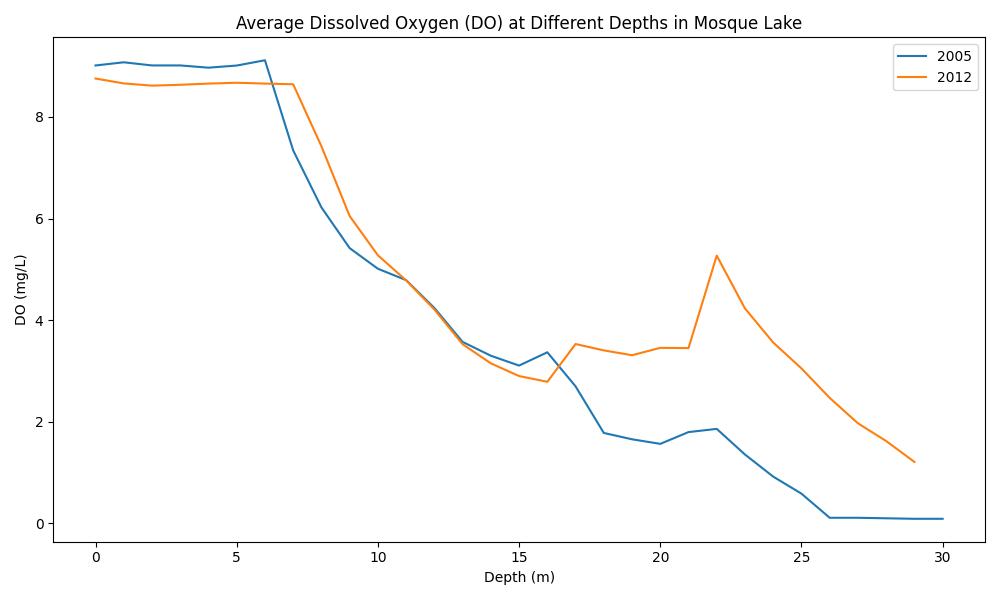 Average Dissolved Oxygen (DO) at Different Depths in Mosque Lake
2005
2012
DO (mg/L)
8
6
4
2
0
0 5 10 15 20 25 30
Depth (m)